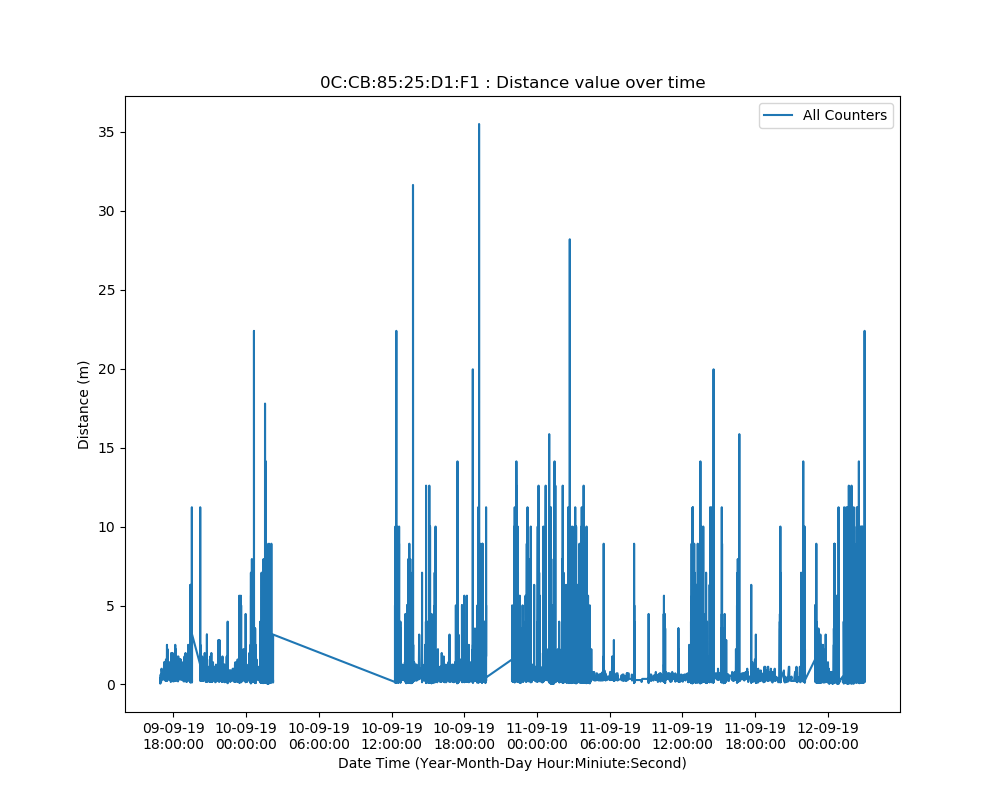 0C:CB:85:25:D1:F1 : Distance value over time
All Counters
35
30
25
20
15
10
5
0
Distance (m)
09-09-19 10-09-19 10-09-19 10-09-19 10-09-19 11-09-19 11-09-19 11-09-19 11-09-19 12-09-19
18:00:00 00:00:00 06:00:00 12:00:00 18:00:00 00:00:00 06:00:00 12:00:00 18:00:00 00:00:00
Date Time (Year-Month-Day Hour:Miniute:Second)